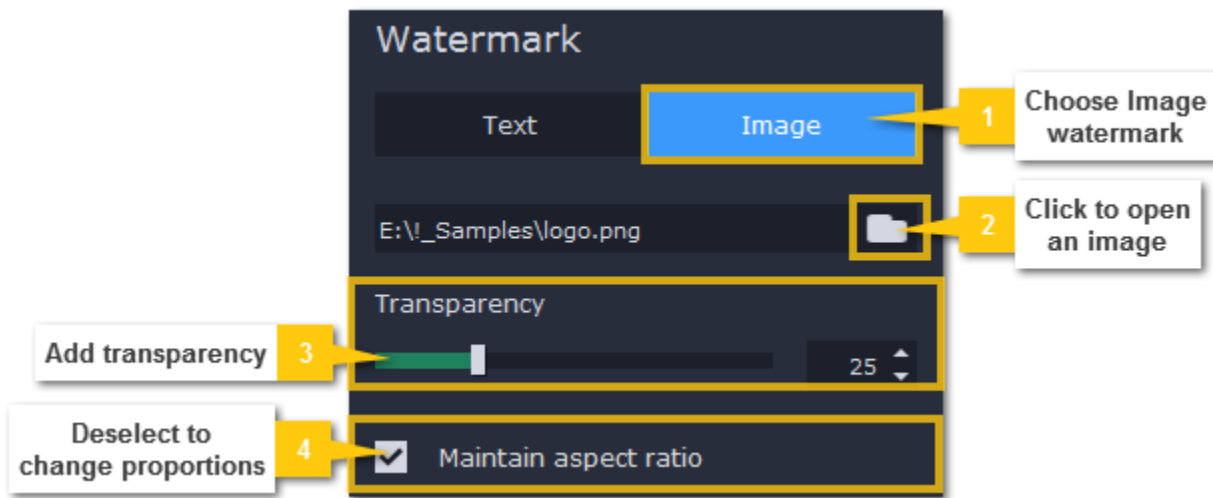 Watermark
Text
Image
1
Choose Image
watermark
E:\!_Samples\logo.png
2
Click to open
an image
Transparency
Add transparency
3
25
Deselect to
change proportions
4
Maintain aspect ratio